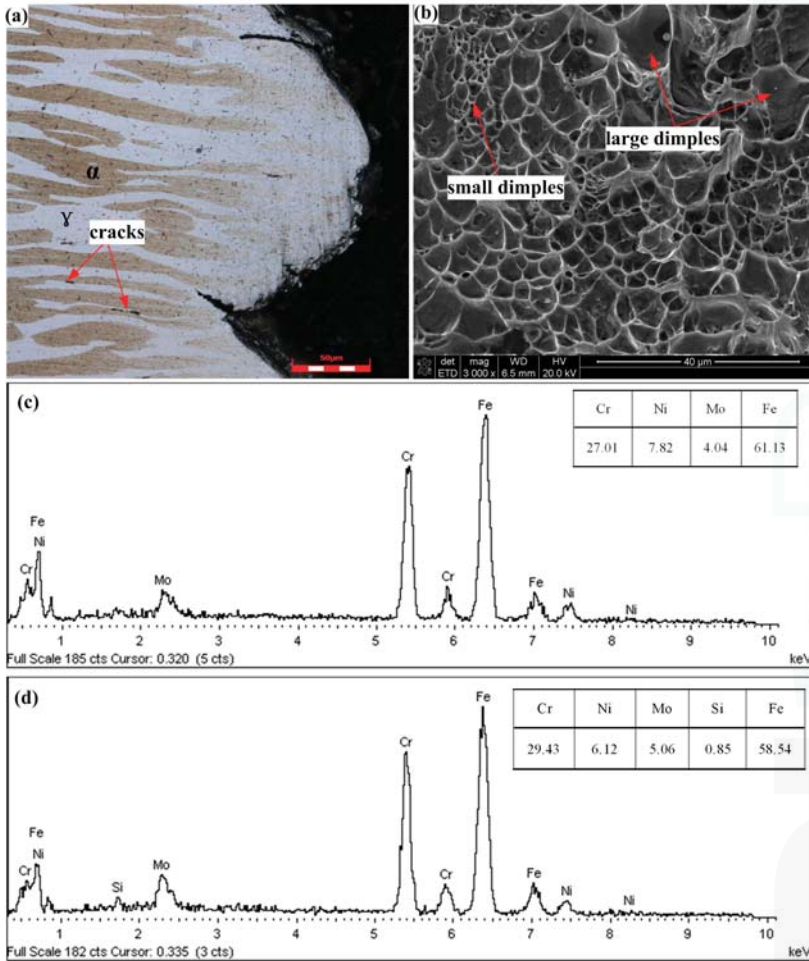 (a)
α
γ
cracks
50μm
(b)
large dimples
small dimples
det mag WD HV 40 μm
ETD 3 000 x 6.5 mm 20.0 kV
(c)
Cr Ni Mo Fe
27.01 7.82 4.04 61.13
Fe
Cr
Fe
Ni
Cr
Mo
Cr
Fe
Ni
Ni
1 2 3 4 5 6 7 8 9 10
Full Scale 185 cts Cursor: 0.320 (5 cts) keV
(d)
Cr Ni Mo Si Fe
29.43 6.12 5.06 0.85 58.54
Fe
Cr
Fe
Ni
Cr
Si
Mo
Cr
Fe
Ni
Ni
1 2 3 4 5 6 7 8 9 10
Full Scale 182 cts Cursor: 0.335 (3 cts) keV